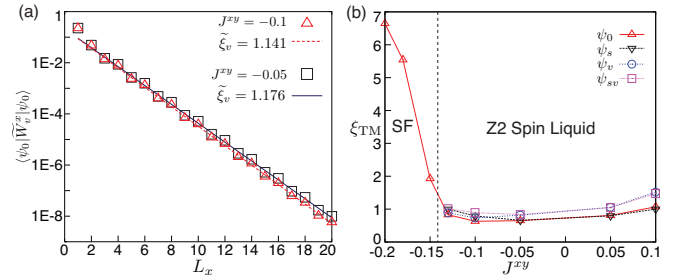 (a)
⟨ψ₀|W̃ᵥˣ|ψ₀⟩
1E-2
1E-4
1E-6
1E-8
0 2 4 6 8 10 12 14 16 18 20
Lₓ
Jˣʸ = −0.1
ξ̃ᵥ = 1.141
Jˣʸ = −0.05
ξ̃ᵥ = 1.176
(b)
ξTM
7
6
5
4
3
2
1
0
-0.2 -0.15 -0.1 -0.05 0 0.05 0.1
Jˣʸ
SF
Z2 Spin Liquid
ψ₀
ψₛ
ψᵥ
ψₛᵥ